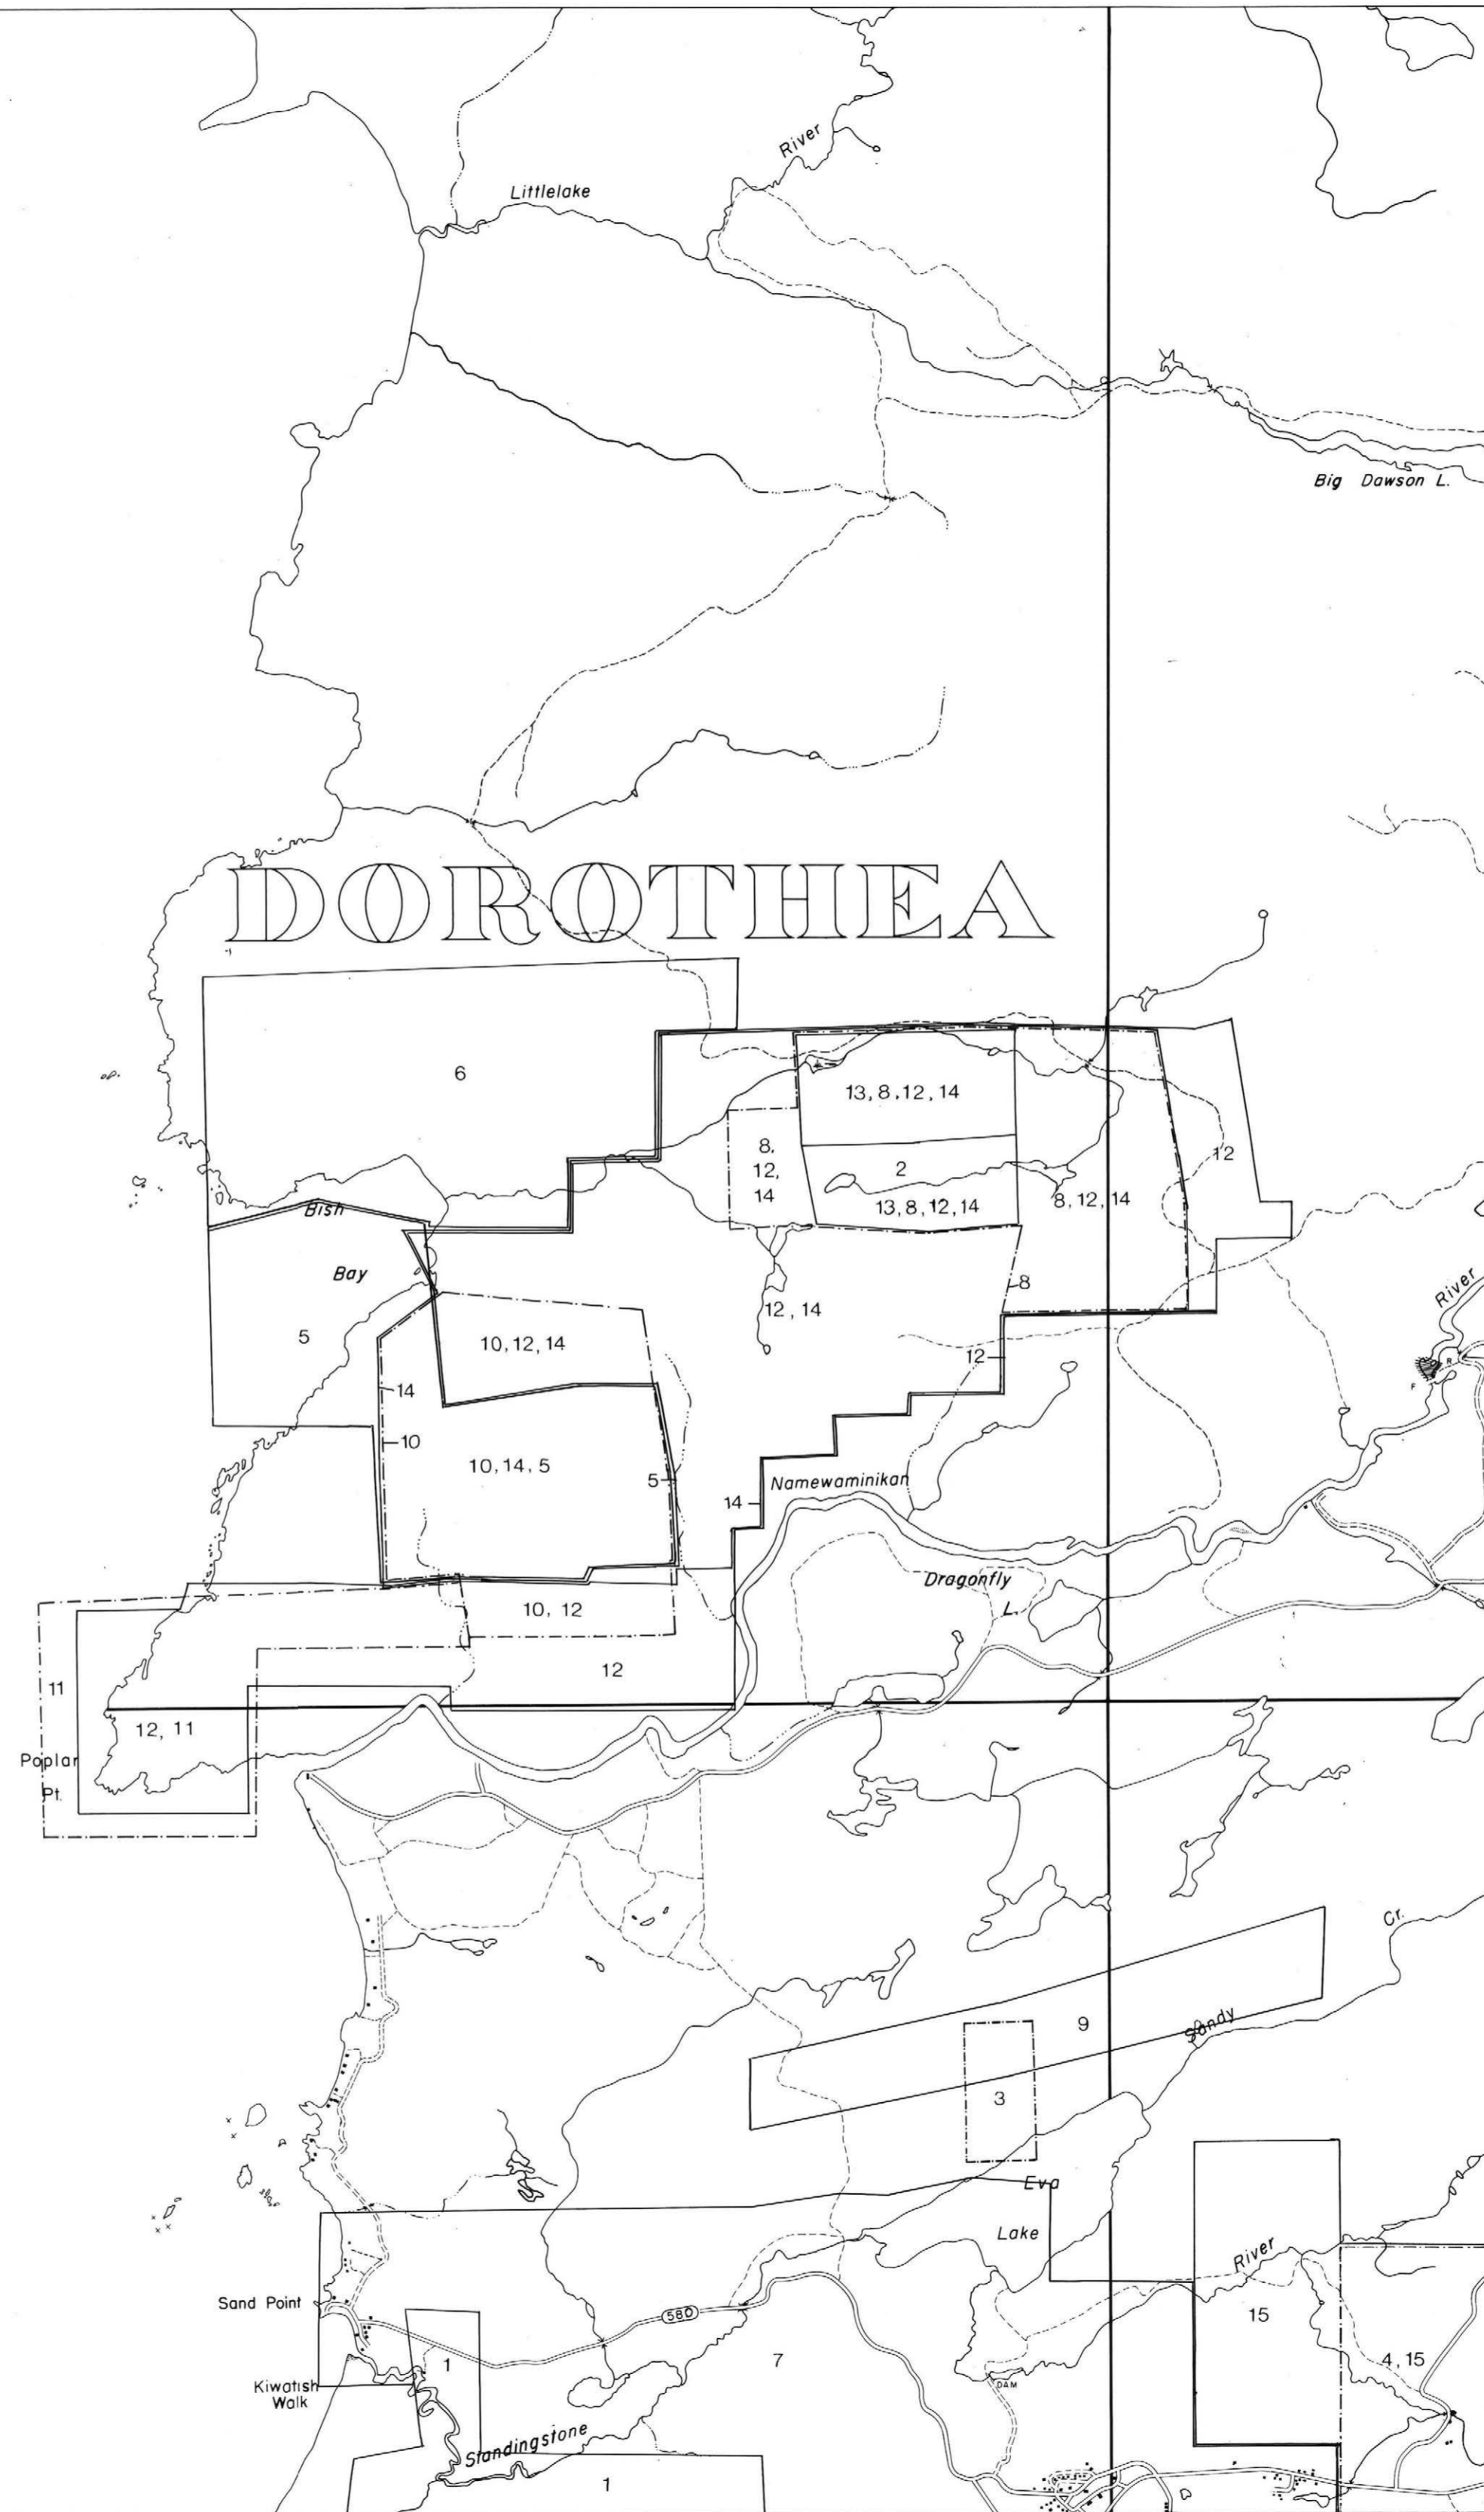 River
Littlelake
Big Dawson L.
DOROTHEA
6
13,8,12,14
8,
12,
14
2
13,8,12,14
12
8,12,14
Bish
Bay
8
12,14
River
5
10,12,14
12
14
10
10,14,5
5
Namewaminikan
14
R
F
Dragonfly
L.
10, 12
12
11
12, 11
Poplar
Pt.
Cr.
Sandy
9
3
Eva
Lake
River
Sand Point
580
15
1
7
4, 15
Kiwatish
Walk
DAM
Standingstone
1